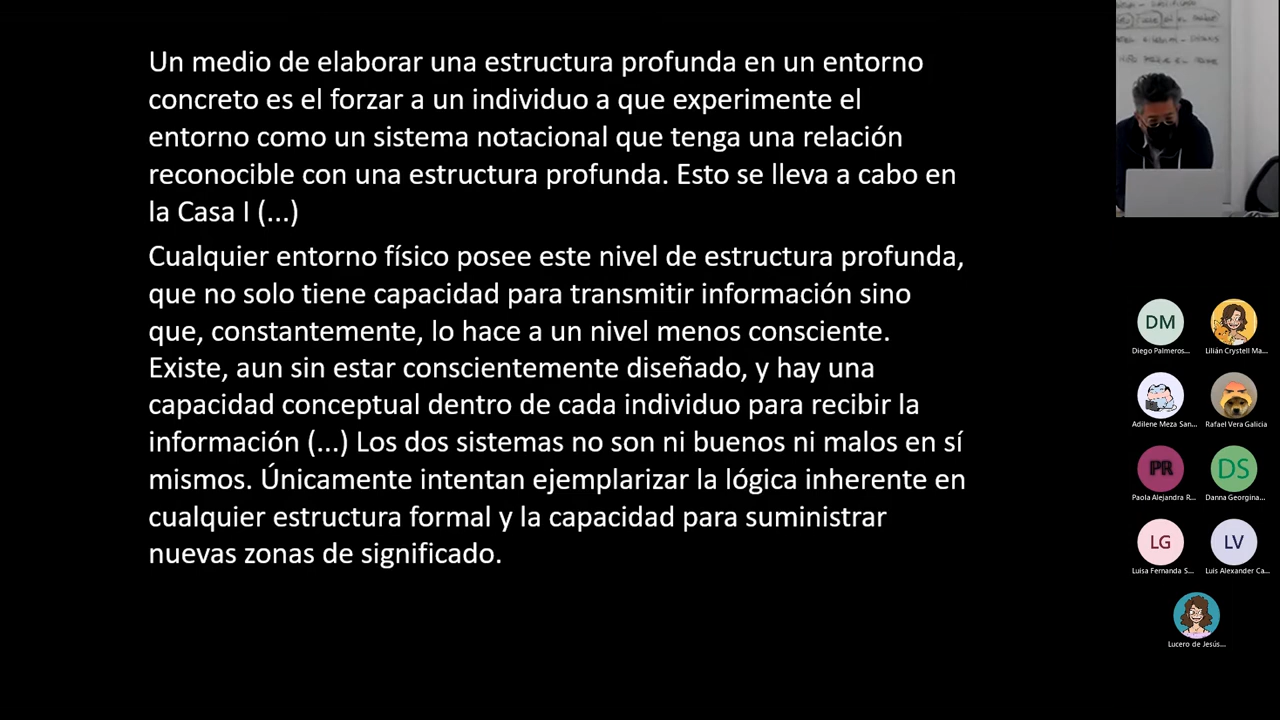 Un medio de elaborar una estructura profunda en un entorno
concreto es el forzar a un individuo a que experimente el
entorno como un sistema notacional que tenga una relación
reconocible con una estructura profunda. Esto se lleva a cabo en
la Casa I (...)
Cualquier entorno físico posee este nivel de estructura profunda,
que no solo tiene capacidad para transmitir información sino
que, constantemente, lo hace a un nivel menos consciente.
Existe, aun sin estar conscientemente diseñado, y hay una
capacidad conceptual dentro de cada individuo para recibir la
información (...) Los dos sistemas no son ni buenos ni malos en sí
mismos. Únicamente intentan ejemplarizar la lógica inherente en
cualquier estructura formal y la capacidad para suministrar
nuevas zonas de significado.
DM
Diego Palmeros...
Lilián Crystell Ma...
Adilene Meza San...
Rafael Vera Galicia
PR
Paola Alejandra R...
DS
Danna Georgina...
LG
Luisa Fernanda S...
LV
Luis Alexander Ca...
Lucero de Jesús...